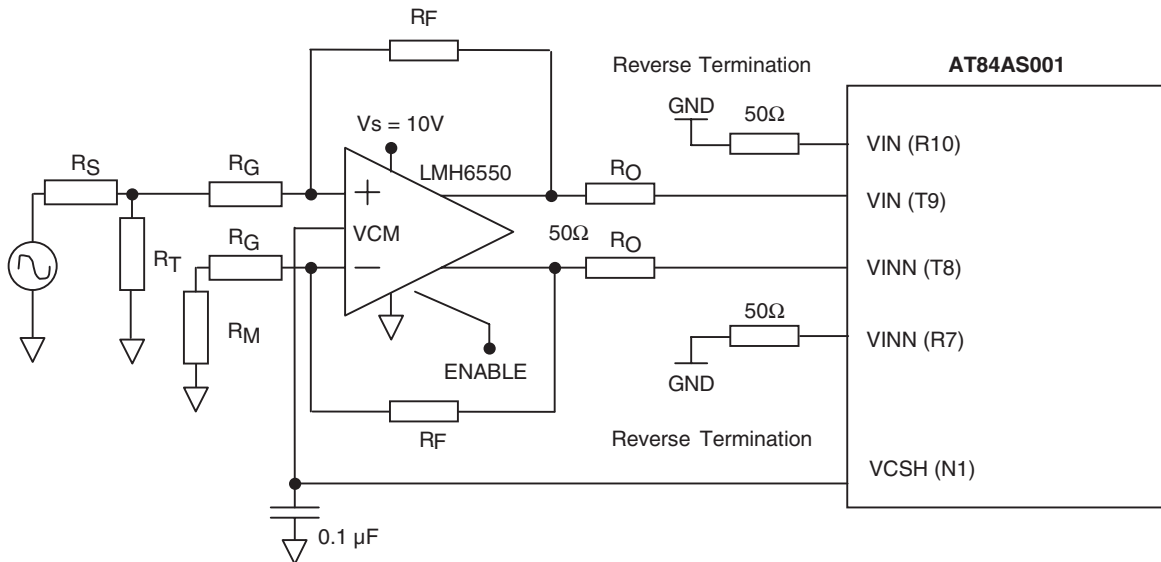 RF
Reverse Termination
AT84AS001
GND
50Ω
Vs = 10V
VIN (R10)
RS
RG
LMH6550
RO
VIN (T9)
VCM
50Ω
RT
RG
RO
VINN (T8)
RM
50Ω
VINN (R7)
ENABLE
GND
RF
Reverse Termination
VCSH (N1)
0.1 µF